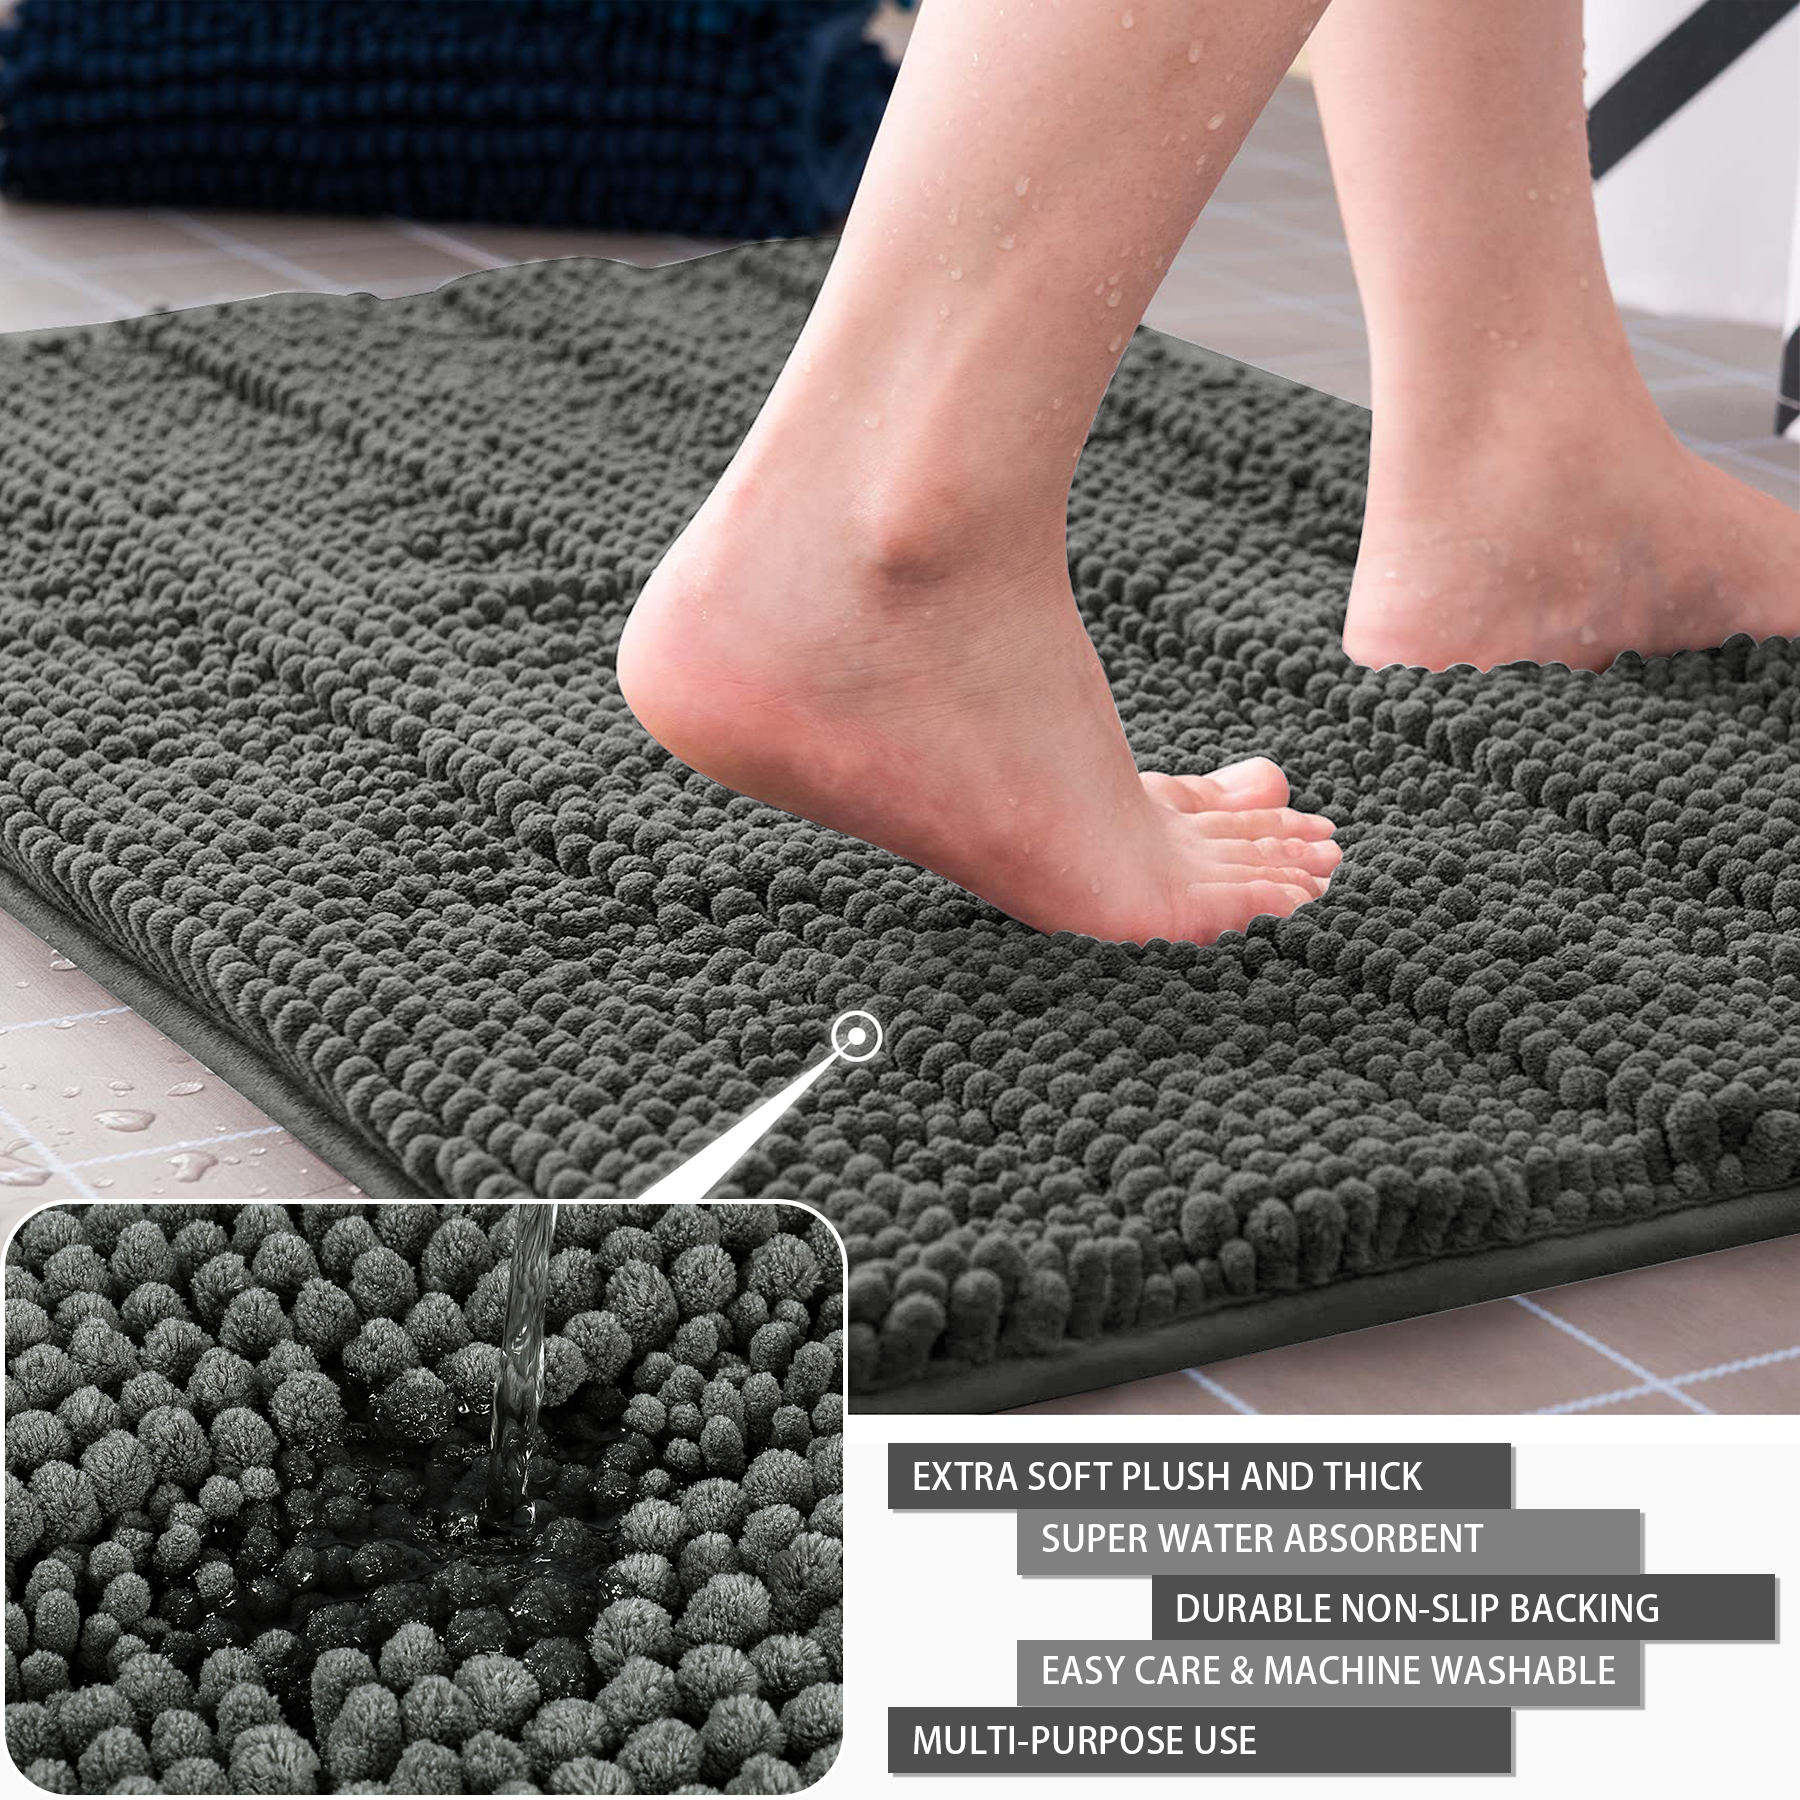 EXTRA SOFT PLUSH AND THICK
SUPER WATER ABSORBENT
DURABLE NON-SLIP BACKING
EASY CARE & MACHINE WASHABLE
MULTI-PURPOSE USE